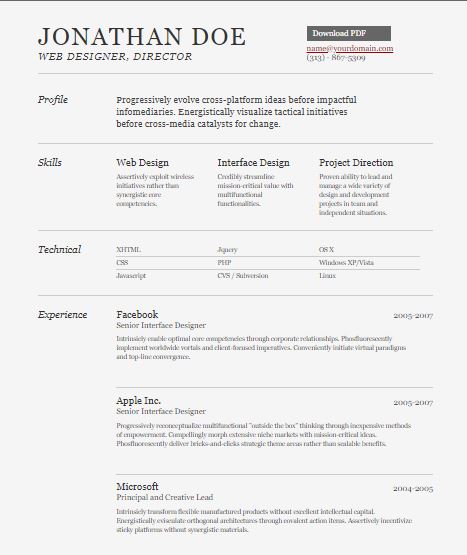 JONATHAN DOE
WEB DESIGNER, DIRECTOR
Download PDF
name@yourdomain.com
(313) - 867-5309
Profile
Progressively evolve cross-platform ideas before impactful
infomediaries. Energistically visualize tactical initiatives
before cross-media catalysts for change.
Skills
Web Design
Assertively exploit wireless
initiatives rather than
synergistic core
competencies.
Interface Design
Credibly streamline
mission-critical value with
multifunctional
functionalities.
Project Direction
Proven ability to lead and
manage a wide variety of
design and development
projects in team and
independent situations.
Technical
XHTML Jquery OS X
CSS PHP Windows XP/Vista
Javascript CVS / Subversion Linux
Experience
Facebook 2005-2007
Senior Interface Designer
Intrinsicly enable optimal core competencies through corporate relationships. Phosfluorescently
implement worldwide vortals and client-focused imperatives. Conveniently initiate virtual paradigms
and top-line convergence.
Apple Inc. 2005-2007
Senior Interface Designer
Progressively reconceptualize multifunctional "outside the box" thinking through inexpensive methods
of empowerment. Compellingly morph extensive niche markets with mission-critical ideas.
Phosfluorescently deliver bricks-and-clicks strategic theme areas rather than scalable benefits.
Microsoft 2004-2005
Principal and Creative Lead
Intrinsicly transform flexible manufactured products without excellent intellectual capital.
Energistically evisculate orthogonal architectures through covalent action items. Assertively incentivize
sticky platforms without synergistic materials.